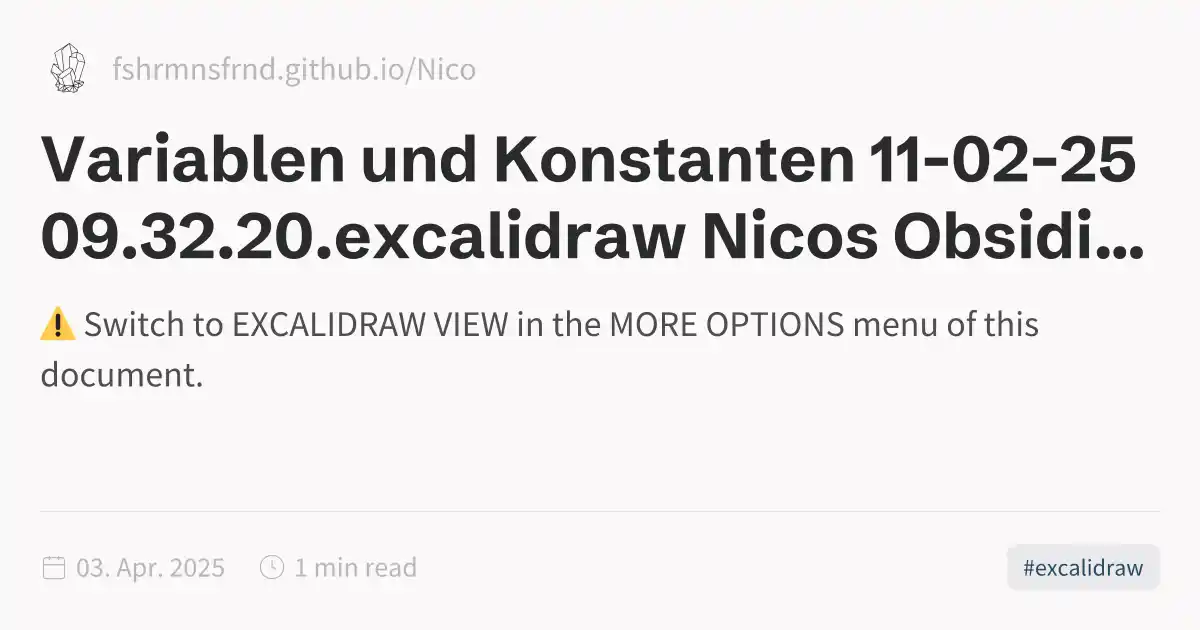 fshrmnsfrnd.github.io/Nico
Variablen und Konstanten 11-02-25
09.32.20.excalidraw Nicos Obsidi...
⚠️ Switch to EXCALIDRAW VIEW in the MORE OPTIONS menu of this
document.
03. Apr. 2025 1 min read #excalidraw